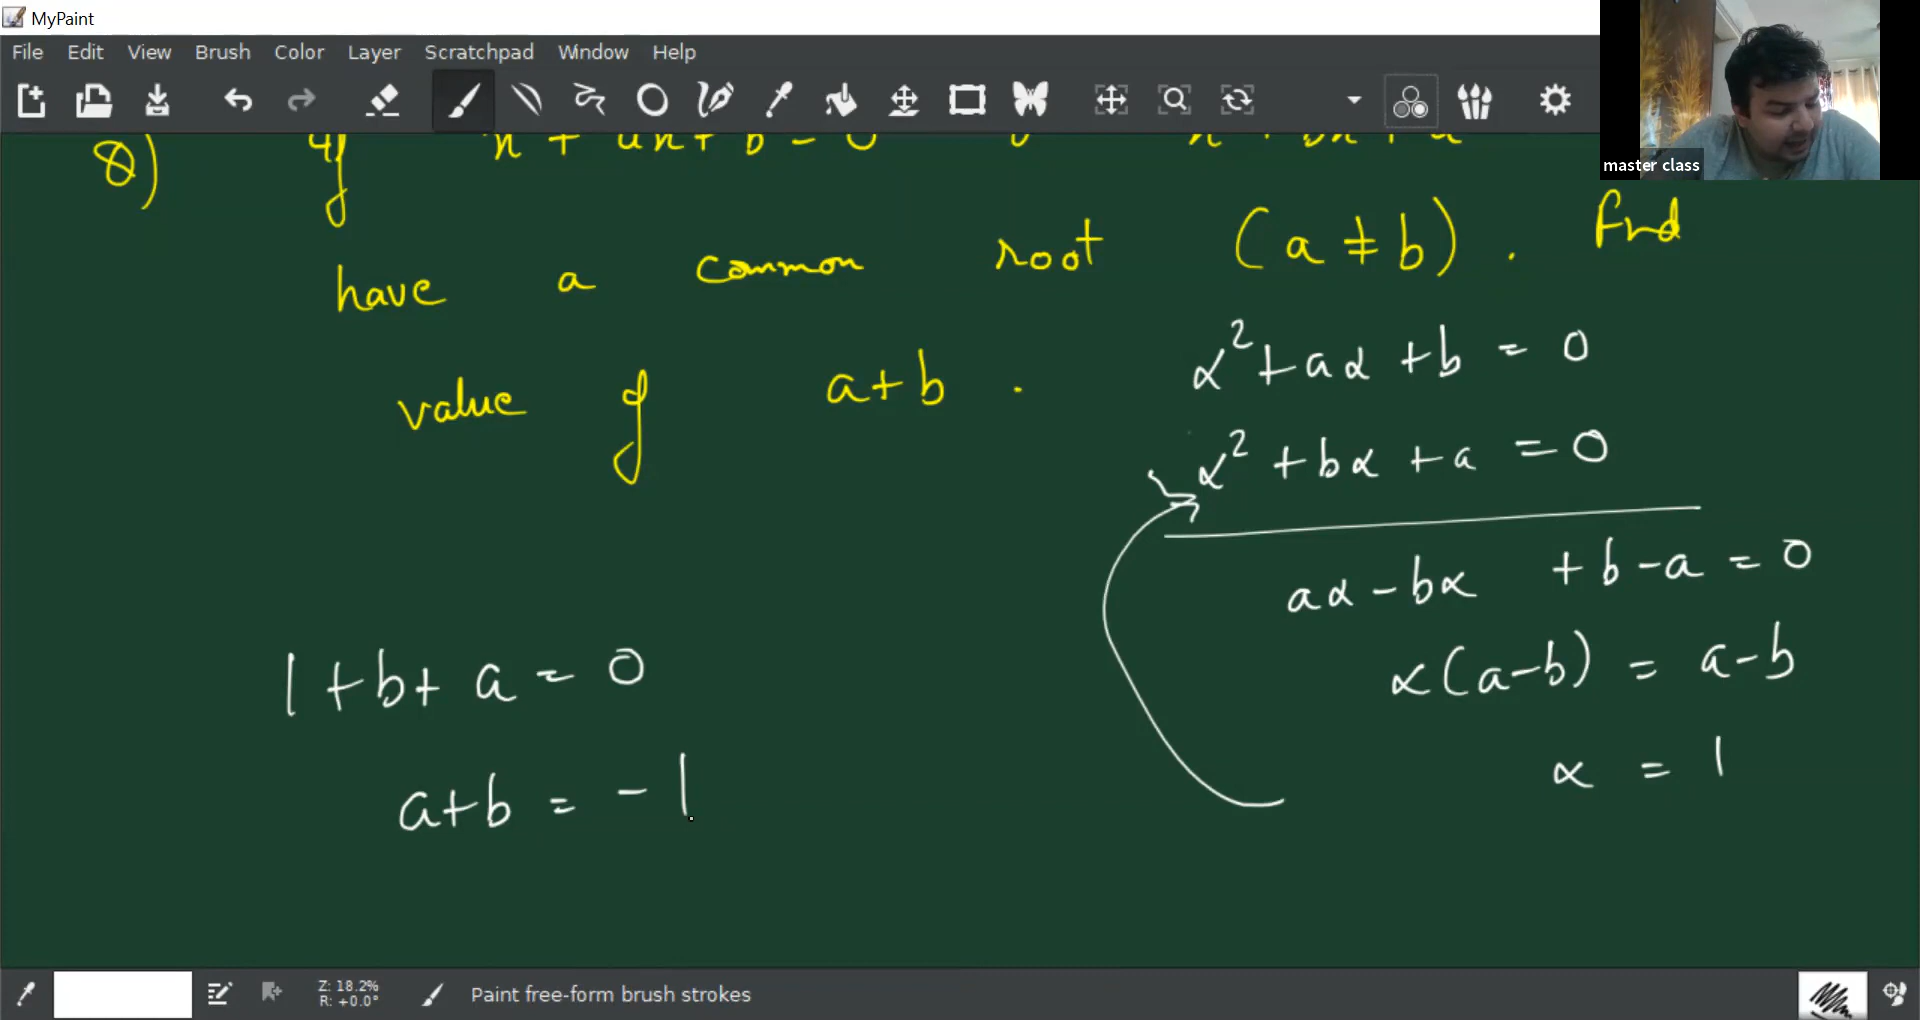 MyPaint
File Edit View Brush Color Layer Scratchpad Window Help
master class
8)
have a common root (a ≠ b) . Find
value of a+b .
α² + aα + b = 0
α² + bα + a = 0
aα - bα + b - a = 0
α(a-b) = a-b
α = 1
1 + b + a = 0
a+b = -1
Z: 18.2%
R: +0.0°
Paint free-form brush strokes